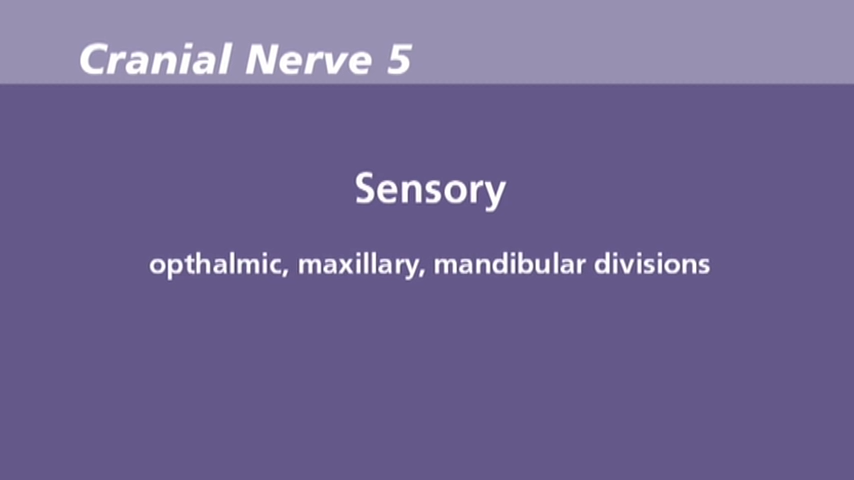 Cranial Nerve 5
Sensory
opthalmic, maxillary, mandibular divisions